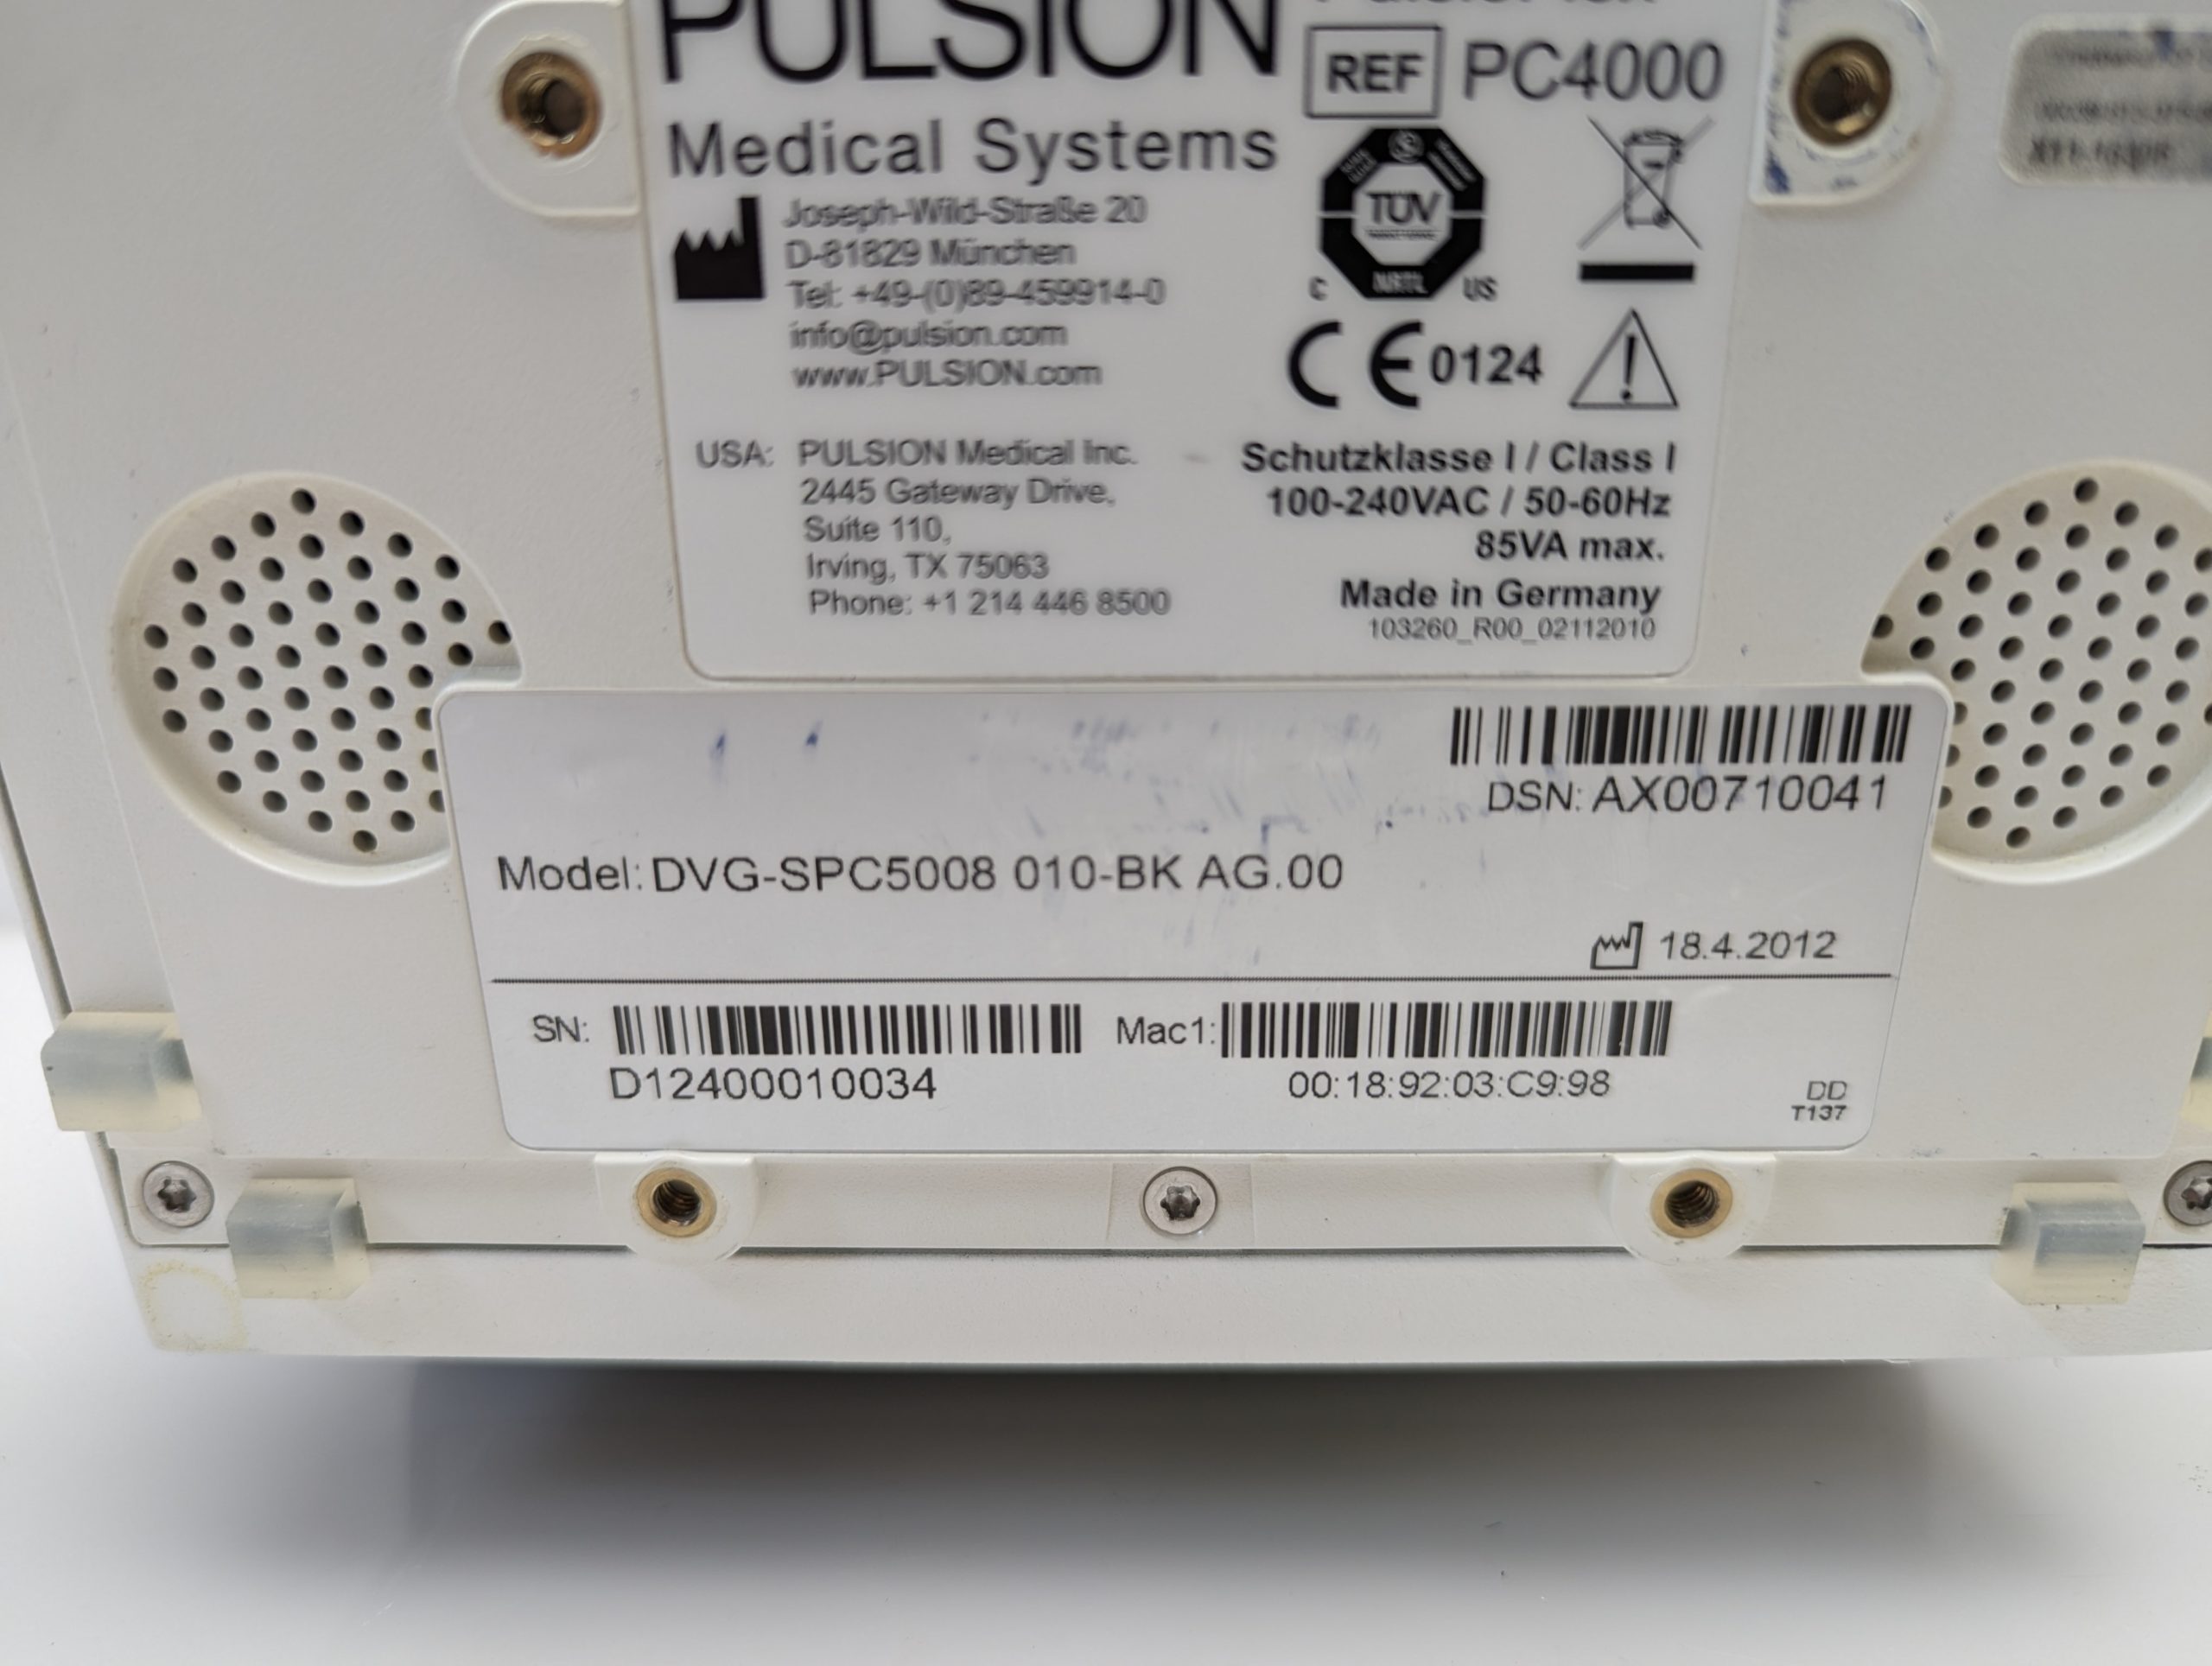 PULSION
REF PC4000
Medical Systems
Joseph-Wild-Straße 20
D-81829 München
Tel: +49-(0)89-459914-0
info@pulsion.com
www.PULSION.com
TÜV
C NRTL US
CE 0124
USA: PULSION Medical Inc.
2445 Gateway Drive,
Suite 110,
Irving, TX 75063
Phone: +1 214 446 8500
Schutzklasse I / Class I
100-240VAC / 50-60Hz
85VA max.
Made in Germany
103260_R00_02112010
DSN: AX00710041
Model: DVG-SPC5008 010-BK AG.00
18.4.2012
SN:
D12400010034
Mac1:
00:18:92:03:C9:98
DD
T137